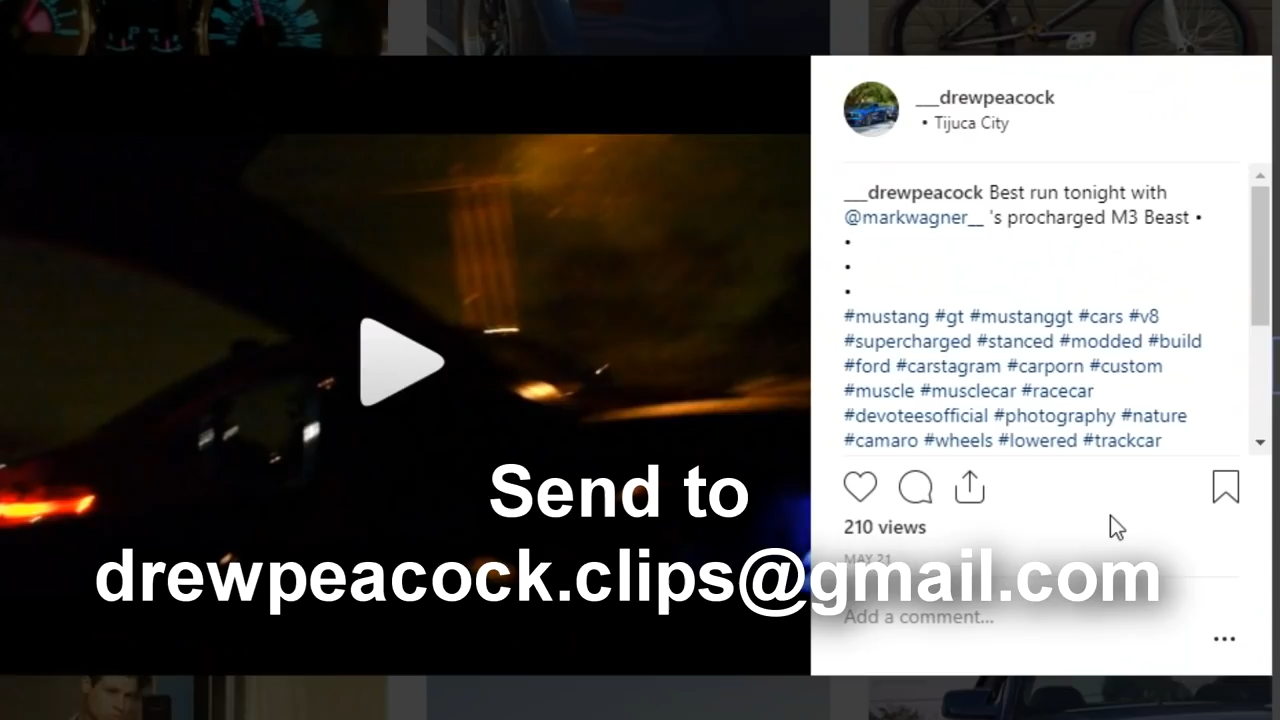 ___drewpeacock
• Tijuca City
___drewpeacock Best run tonight with
@markwagner__ 's procharged M3 Beast •
•
•
•
#mustang #gt #mustanggt #cars #v8
#supercharged #stanced #modded #build
#ford #carstagram #carporn #custom
#muscle #musclecar #racecar
#devoteesofficial #photography #nature
#camaro #wheels #lowered #trackcar
210 views
MAY 21
Add a comment...
Send to
drewpeacock.clips@gmail.com